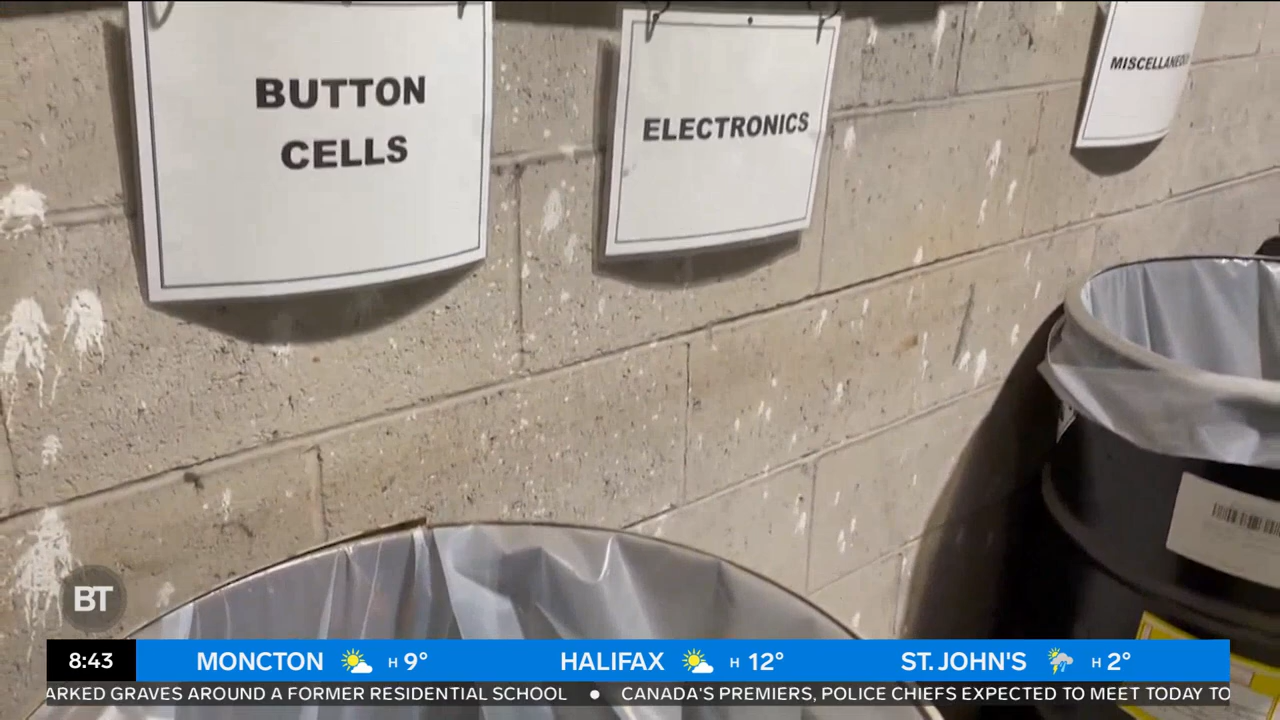 BUTTON
CELLS
ELECTRONICS
BT
8:43
MONCTON H 9°
HALIFAX H 12°
ST. JOHN'S H 2°
ARKED GRAVES AROUND A FORMER RESIDENTIAL SCHOOL • CANADA'S PREMIERS, POLICE CHIEFS EXPECTED TO MEET TODAY TO